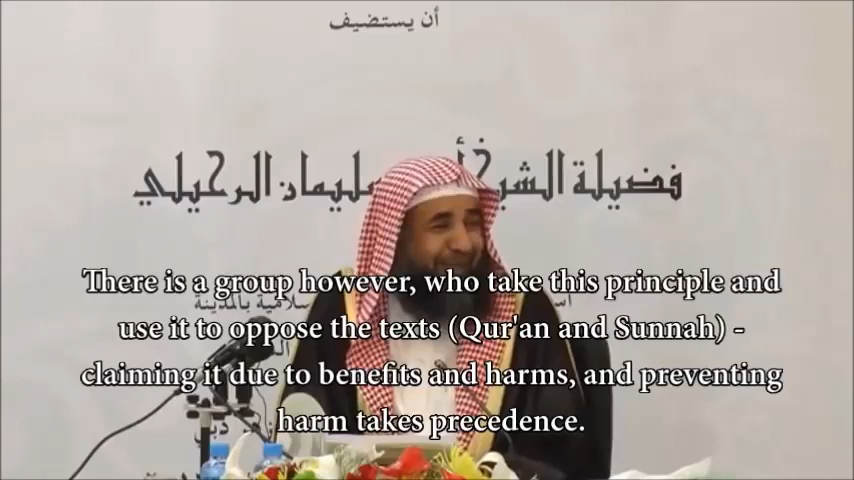 أن يستضيف
فضيلة الشيخ سليمان الرحيلي
There is a group however, who take this principle and
use it to oppose the texts (Qur'an and Sunnah) -
claiming it due to benefits and harms, and preventing
harm takes precedence.